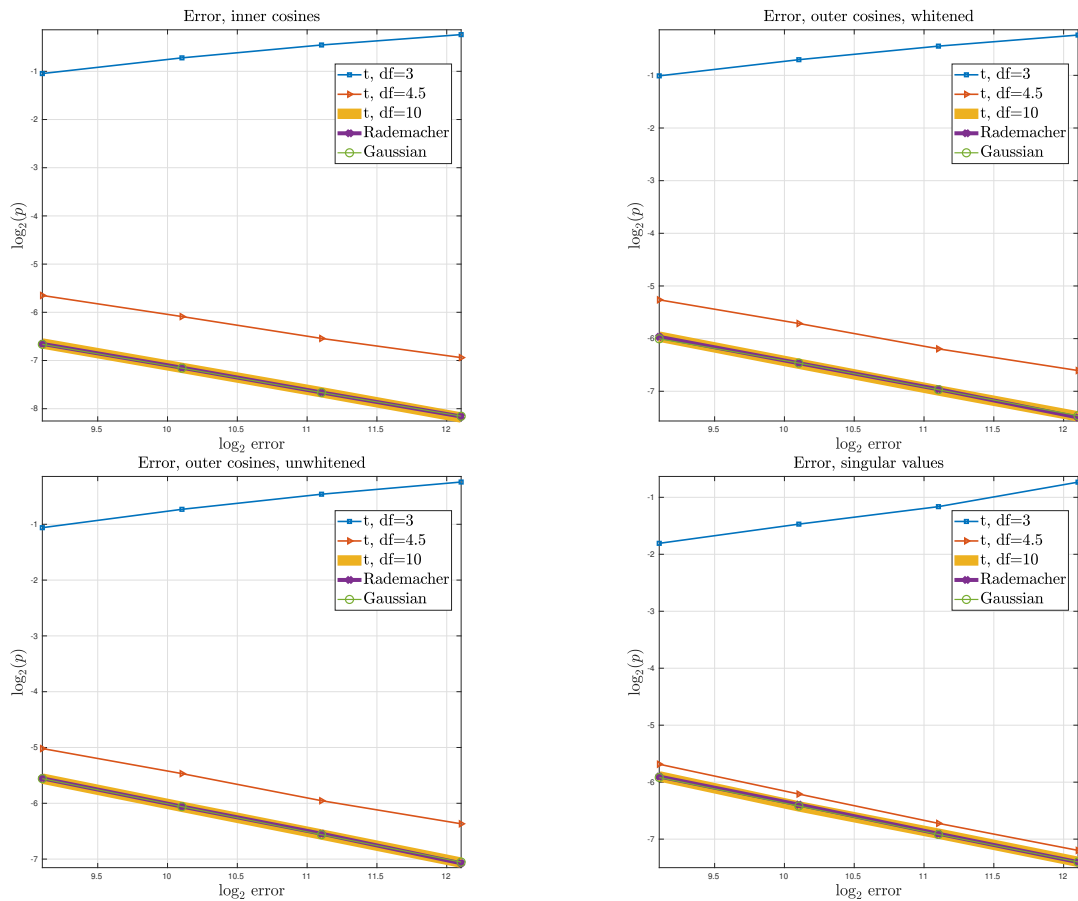 Error, inner cosines
-1
-2
-3
-4
-5
-6
-7
-8
log₂(p)
t, df=3
t, df=4.5
t, df=10
Rademacher
Gaussian
9.5 10 10.5 11 11.5 12
log₂ error
Error, outer cosines, whitened
-1
-2
-3
-4
-5
-6
-7
log₂(p)
t, df=3
t, df=4.5
t, df=10
Rademacher
Gaussian
9.5 10 10.5 11 11.5 12
log₂ error
Error, outer cosines, unwhitened
-1
-2
-3
-4
-5
-6
-7
log₂(p)
t, df=3
t, df=4.5
t, df=10
Rademacher
Gaussian
9.5 10 10.5 11 11.5 12
log₂ error
Error, singular values
-1
-2
-3
-4
-5
-6
-7
log₂(p)
t, df=3
t, df=4.5
t, df=10
Rademacher
Gaussian
9.5 10 10.5 11 11.5 12
log₂ error